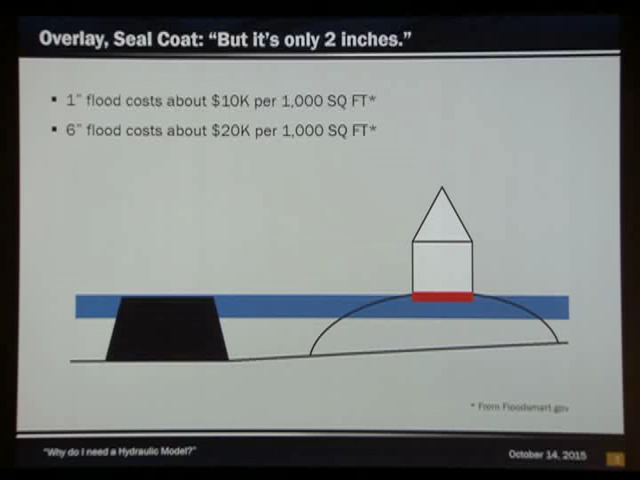 Overlay, Seal Coat: “But it’s only 2 inches.”
▪ 1” flood costs about $10K per 1,000 SQ FT*
▪ 6” flood costs about $20K per 1,000 SQ FT*
* From Floodsmart.gov
“Why do I need a Hydraulic Model?”
October 14, 2015